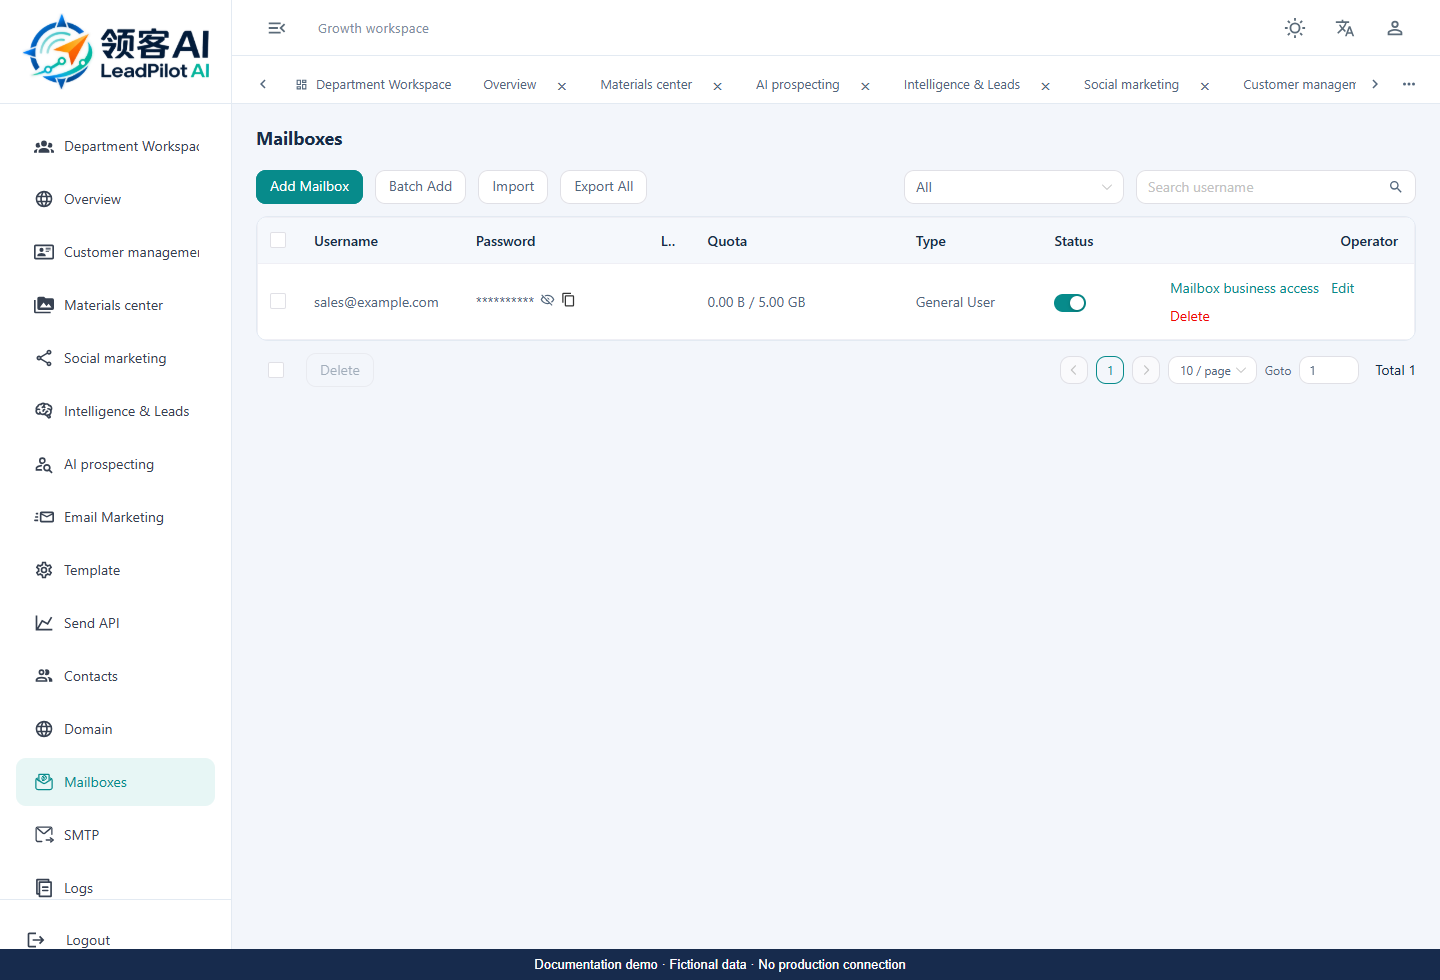 领客AI
LeadPilot AI
Growth workspace
Department Workspace
Overview
Materials center
AI prospecting
Intelligence & Leads
Social marketing
Customer managem
Department Workspac
Overview
Customer managemen
Materials center
Social marketing
Intelligence & Leads
AI prospecting
Email Marketing
Template
Send API
Contacts
Domain
Mailboxes
SMTP
Logs
Logout
Mailboxes
Add Mailbox
Batch Add
Import
Export All
All
Search username
Username Password L.. Quota Type Status Operator
sales@example.com ********** 0.00 B / 5.00 GB General User
Mailbox business access Edit
Delete
Delete
1
10 / page
Goto
1
Total 1
Documentation demo · Fictional data · No production connection